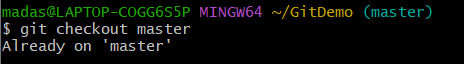 madas@LAPTOP-COGG6S5P MINGW64 ~/GitDemo (master)
$ git checkout master
Already on 'master'